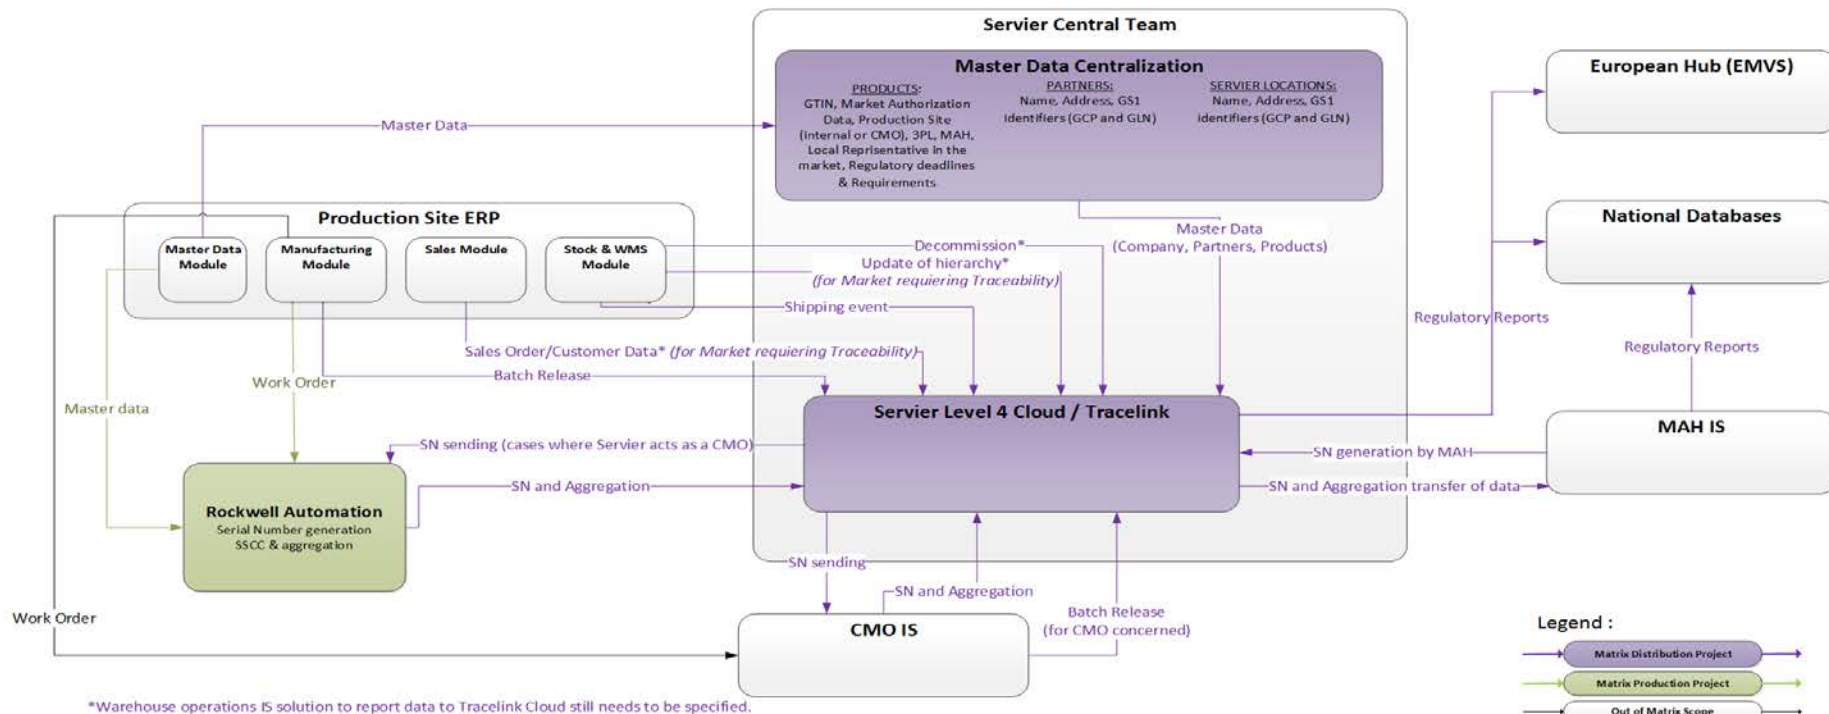 Servier Central Team
Master Data Centralization
PRODUCTS:
GTIN, Market Authorization
Data, Production Site
(internal or CMO), 3PL, MAH,
Local Reprisentative in the
market, Regulatory deadlines
& Requirements
PARTNERS:
Name, Address, GS1
identifiers (GCP and GLN)
SERVIER LOCATIONS:
Name, Address, GS1
identifiers (GCP and GLN)
European Hub (EMVS)
Master Data
Production Site ERP
Master Data
Module
Manufacturing
Module
Sales Module
Stock & WMS
Module
National Databases
Master Data
(Company, Partners, Products)
Decommission*
Update of hierarchy*
(for Market requiering Traceability)
Shipping event
Regulatory Reports
Regulatory Reports
Sales Order/Customer Data* (for Market requiering Traceability)
Batch Release
Work Order
Master data
Servier Level 4 Cloud / Tracelink
MAH IS
SN sending (cases where Servier acts as a CMO)
SN generation by MAH
SN and Aggregation
SN and Aggregation transfer of data
Rockwell Automation
Serial Number generation
SSCC & aggregation
SN sending
SN and Aggregation
Batch Release
(for CMO concerned)
Work Order
CMO IS
Legend :
Matrix Distribution Project
Matrix Production Project
Out of Matrix Scope
*Warehouse operations IS solution to report data to Tracelink Cloud still needs to be specified.